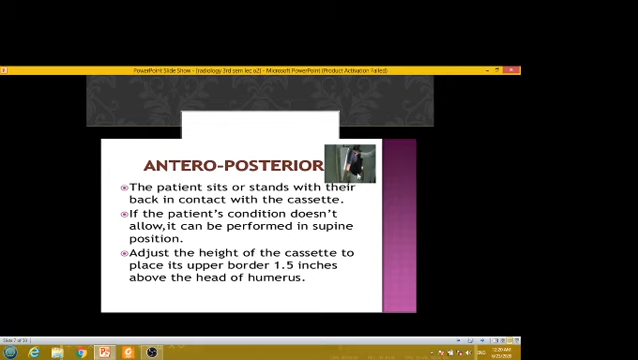 PowerPoint Slide Show - [radiology 3rd sem lec a2] - Microsoft PowerPoint (Product Activation Failed)
ANTERO-POSTERIOR
The patient sits or stands with their
back in contact with the cassette.
If the patient's condition doesn't
allow,it can be performed in supine
position.
Adjust the height of the cassette to
place its upper border 1.5 inches
above the head of humerus.